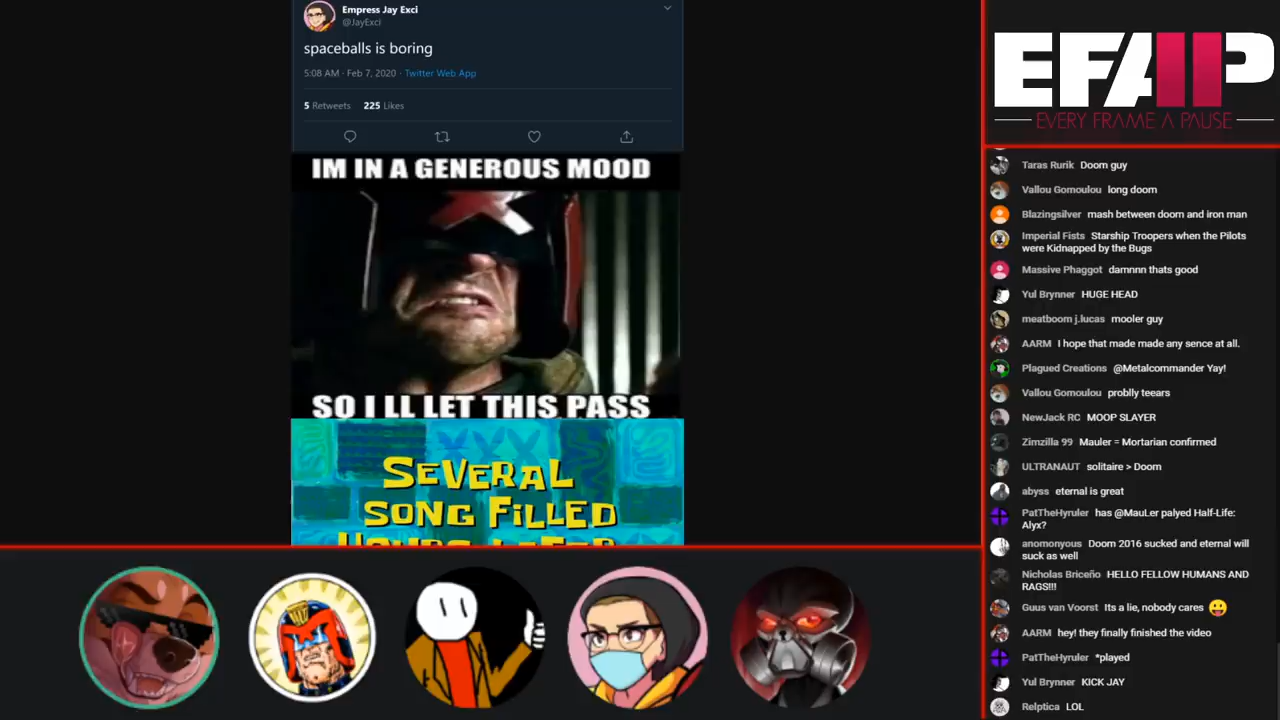 Empress Jay Exci
@JayExci
spaceballs is boring
5:08 AM · Feb 7, 2020 · Twitter Web App
5 Retweets 225 Likes
IM IN A GENEROUS MOOD
SO I LL LET THIS PASS
SEVERAL
SONG FILLED
HOURS LATER
EFAP
EVERY FRAME A PAUSE
Taras Rurik Doom guy
Vallou Gomoulou long doom
Blazingsilver mash between doom and iron man
Imperial Fists Starship Troopers when the Pilots
were Kidnapped by the Bugs
Massive Phaggot damnnn thats good
Yul Brynner HUGE HEAD
meatboom j.lucas mooler guy
AARM I hope that made made any sence at all.
Plagued Creations @Metalcommander Yay!
Vallou Gomoulou problly teears
NewJack RC MOOP SLAYER
Zimzilla 99 Mauler = Mortarian confirmed
ULTRANAUT solitaire > Doom
abyss eternal is great
PatTheHyruler has @MauLer palyed Half-Life:
Alyx?
anomonyous Doom 2016 sucked and eternal will
suck as well
Nicholas Briceño HELLO FELLOW HUMANS AND
RAGS!!!
Guus van Voorst Its a lie, nobody cares 😀
AARM hey! they finally finished the video
PatTheHyruler *played
Yul Brynner KICK JAY
Relptica LOL